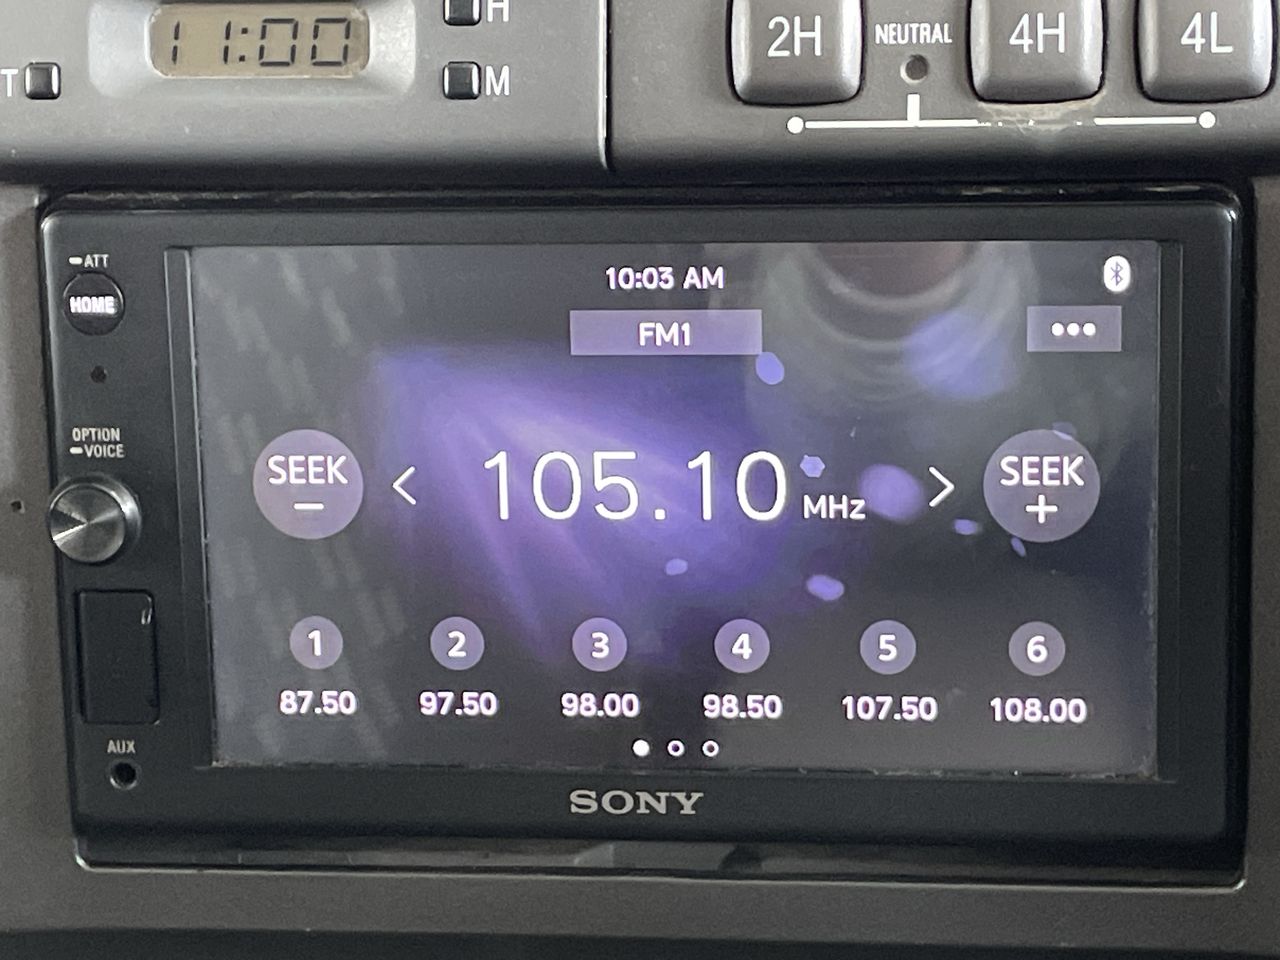 11:00
H
T
M
2H
NEUTRAL
4H
4L
ATT
HOME
10:03 AM
FM1
OPTION
VOICE
SEEK
−
<
105.10 MHz
>
SEEK
+
1 2 3 4 5 6
87.50 97.50 98.00 98.50 107.50 108.00
AUX
SONY